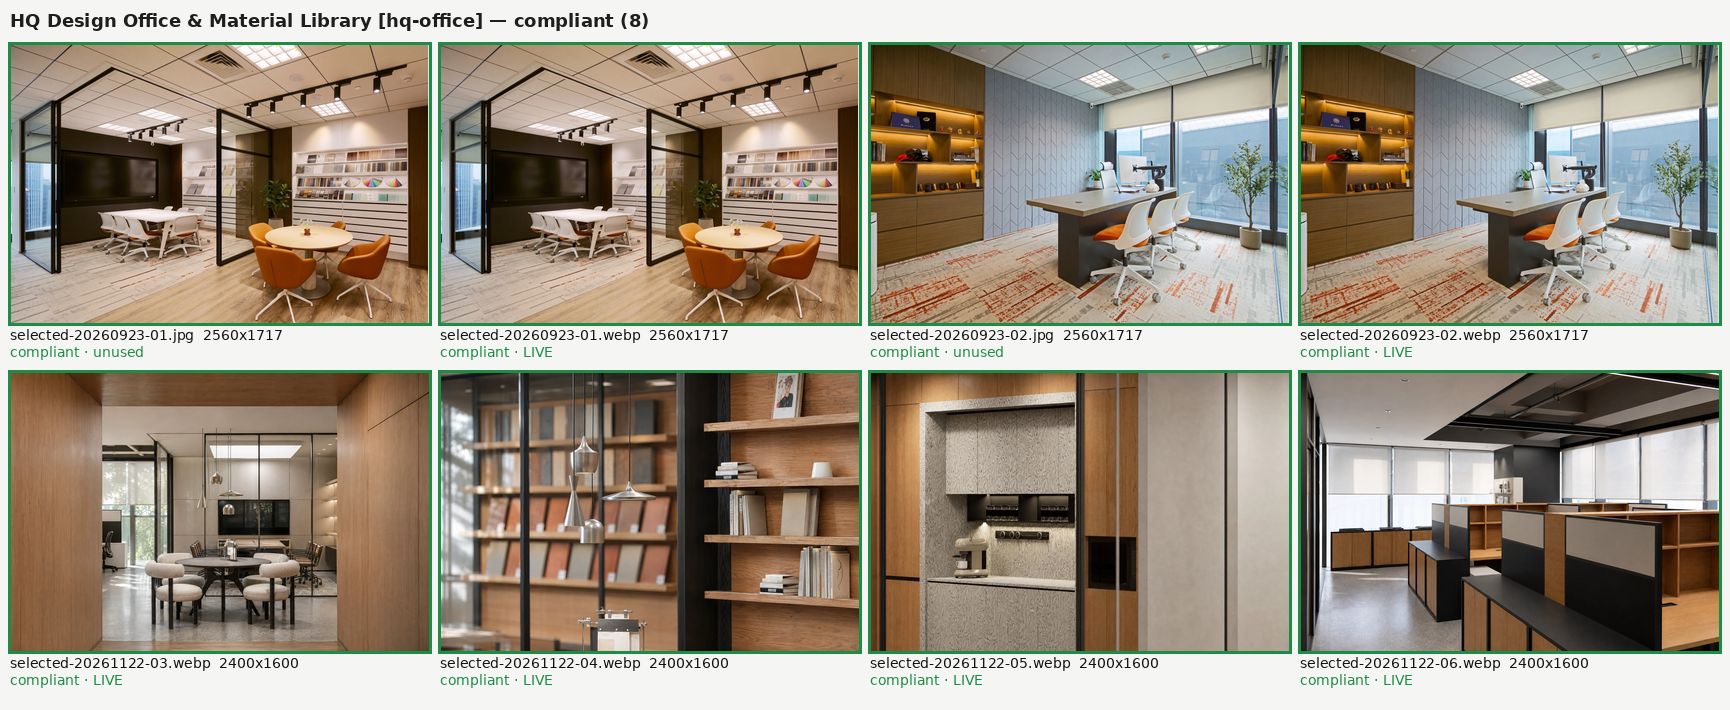 HQ Design Office & Material Library [hq-office] — compliant (8)
selected-20260923-01.jpg  2560x1717
compliant · unused
selected-20260923-01.webp  2560x1717
compliant · LIVE
selected-20260923-02.jpg  2560x1717
compliant · unused
selected-20260923-02.webp  2560x1717
compliant · LIVE
selected-20261122-03.webp  2400x1600
compliant · LIVE
selected-20261122-04.webp  2400x1600
compliant · LIVE
selected-20261122-05.webp  2400x1600
compliant · LIVE
selected-20261122-06.webp  2400x1600
compliant · LIVE